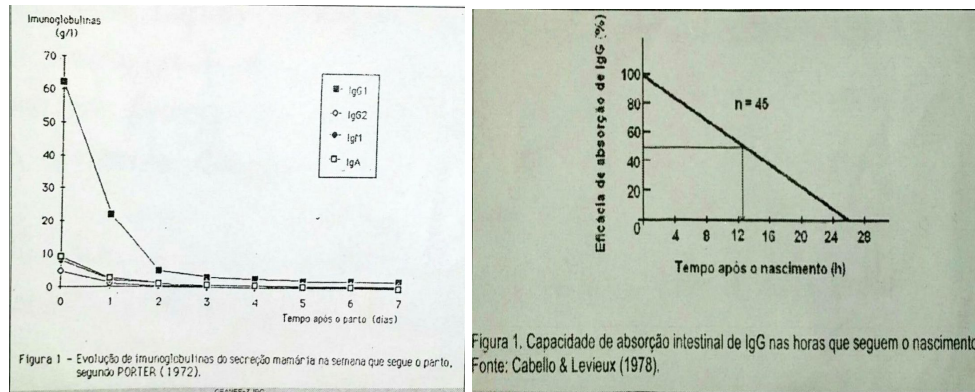 Imunoglobulinas
(g/l)
70
60
50
40
30
20
10
0
IgG1
IgG2
IgM
IgA
0 1 2 3 4 5 6 7
Tempo após o parto (dias)
Figura 1 - Evolução de imunoglobulinas do secreção mamária na semana que segue o parto,
segundo PORTER (1972).
Eficácia de absorção de IgG (%)
100
80
60
40
20
0
n = 45
4 8 12 16 20 24 28
Tempo após o nascimento (h)
Figura 1. Capacidade de absorção intestinal de IgG nas horas que seguem o nascimento
Fonte: Cabello & Levieux (1978).